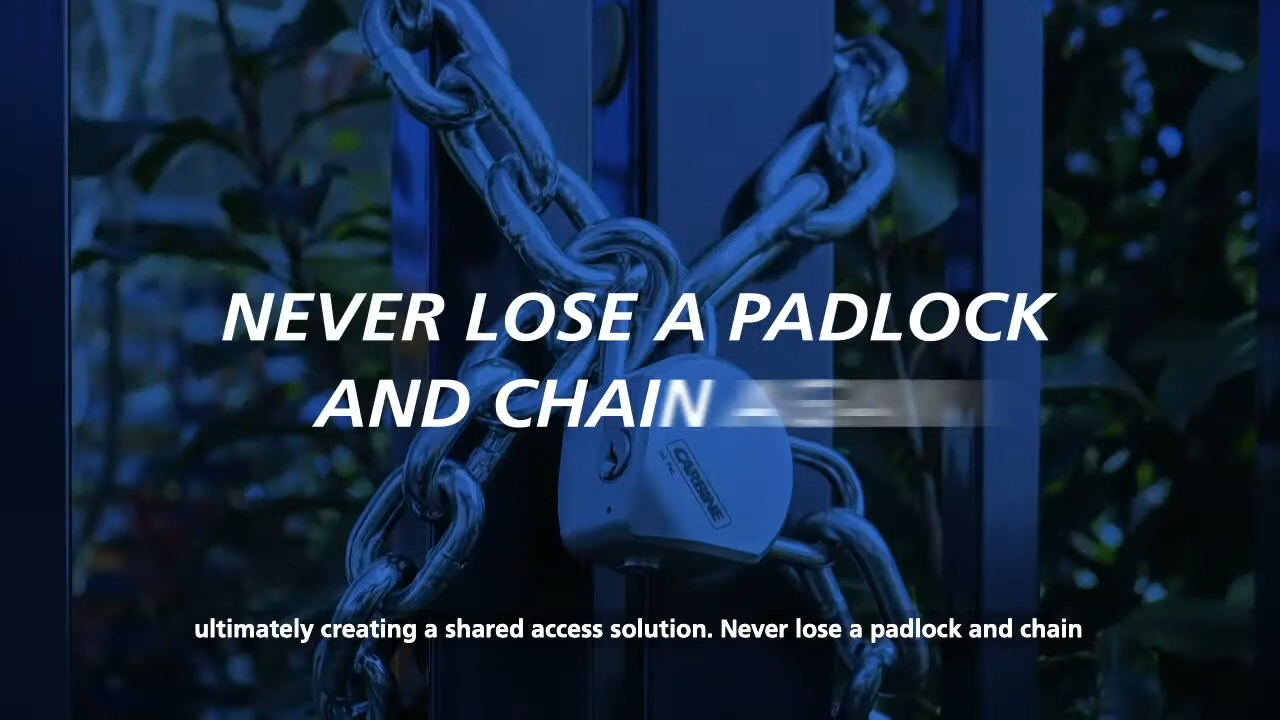 NEVER LOSE A PADLOCK
AND CHAIN
CARBINE
ultimately creating a shared access solution. Never lose a padlock and chain